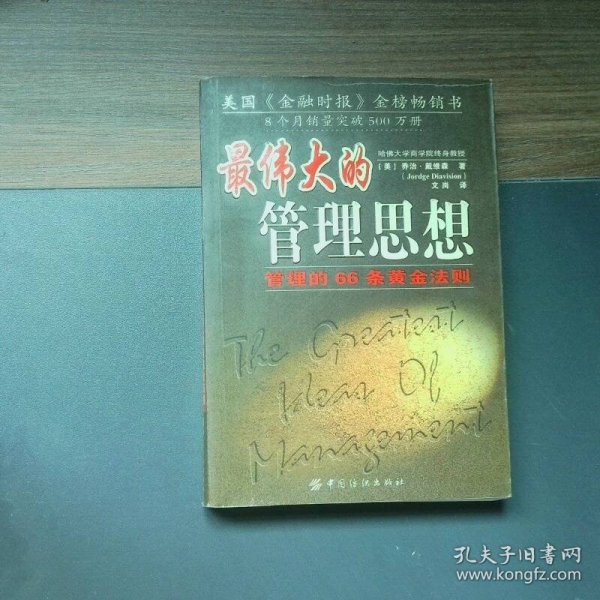 美国《金融时报》金榜畅销书
8个月销量突破500万册
哈佛大学商学院终身教授
[美] 乔治·戴维森 著
(Jordge Diavision)
文岗 译
最伟大的
管理思想
管理的 66 条黄金法则
The Greatest
Ideas Of
Management
中国纺织出版社
孔夫子旧书网
www.kongfz.com